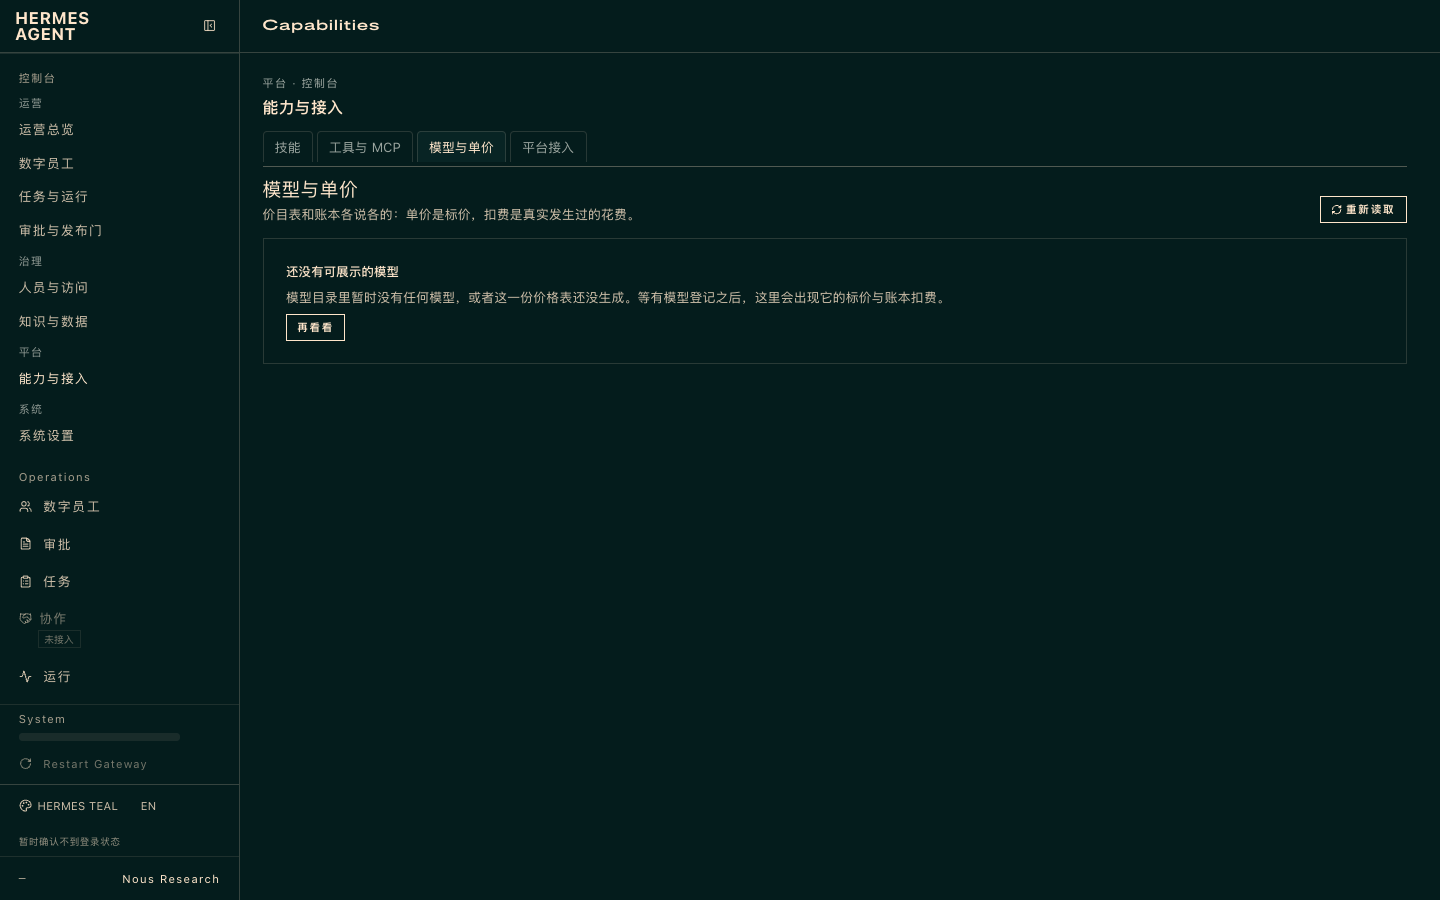 HERMES
AGENT
Capabilities
控制台
运营
运营总览
数字员工
任务与运行
审批与发布门
治理
人员与访问
知识与数据
平台
能力与接入
系统
系统设置
Operations
数字员工
审批
任务
协作
未接入
运行
System
Restart Gateway
HERMES TEAL EN
暂时确认不到登录状态
– Nous Research
平台 · 控制台
能力与接入
技能 工具与 MCP 模型与单价 平台接入
模型与单价
价目表和账本各说各的：单价是标价，扣费是真实发生过的花费。
重新读取
还没有可展示的模型
模型目录里暂时没有任何模型，或者这一份价格表还没生成。等有模型登记之后，这里会出现它的标价与账本扣费。
再看看